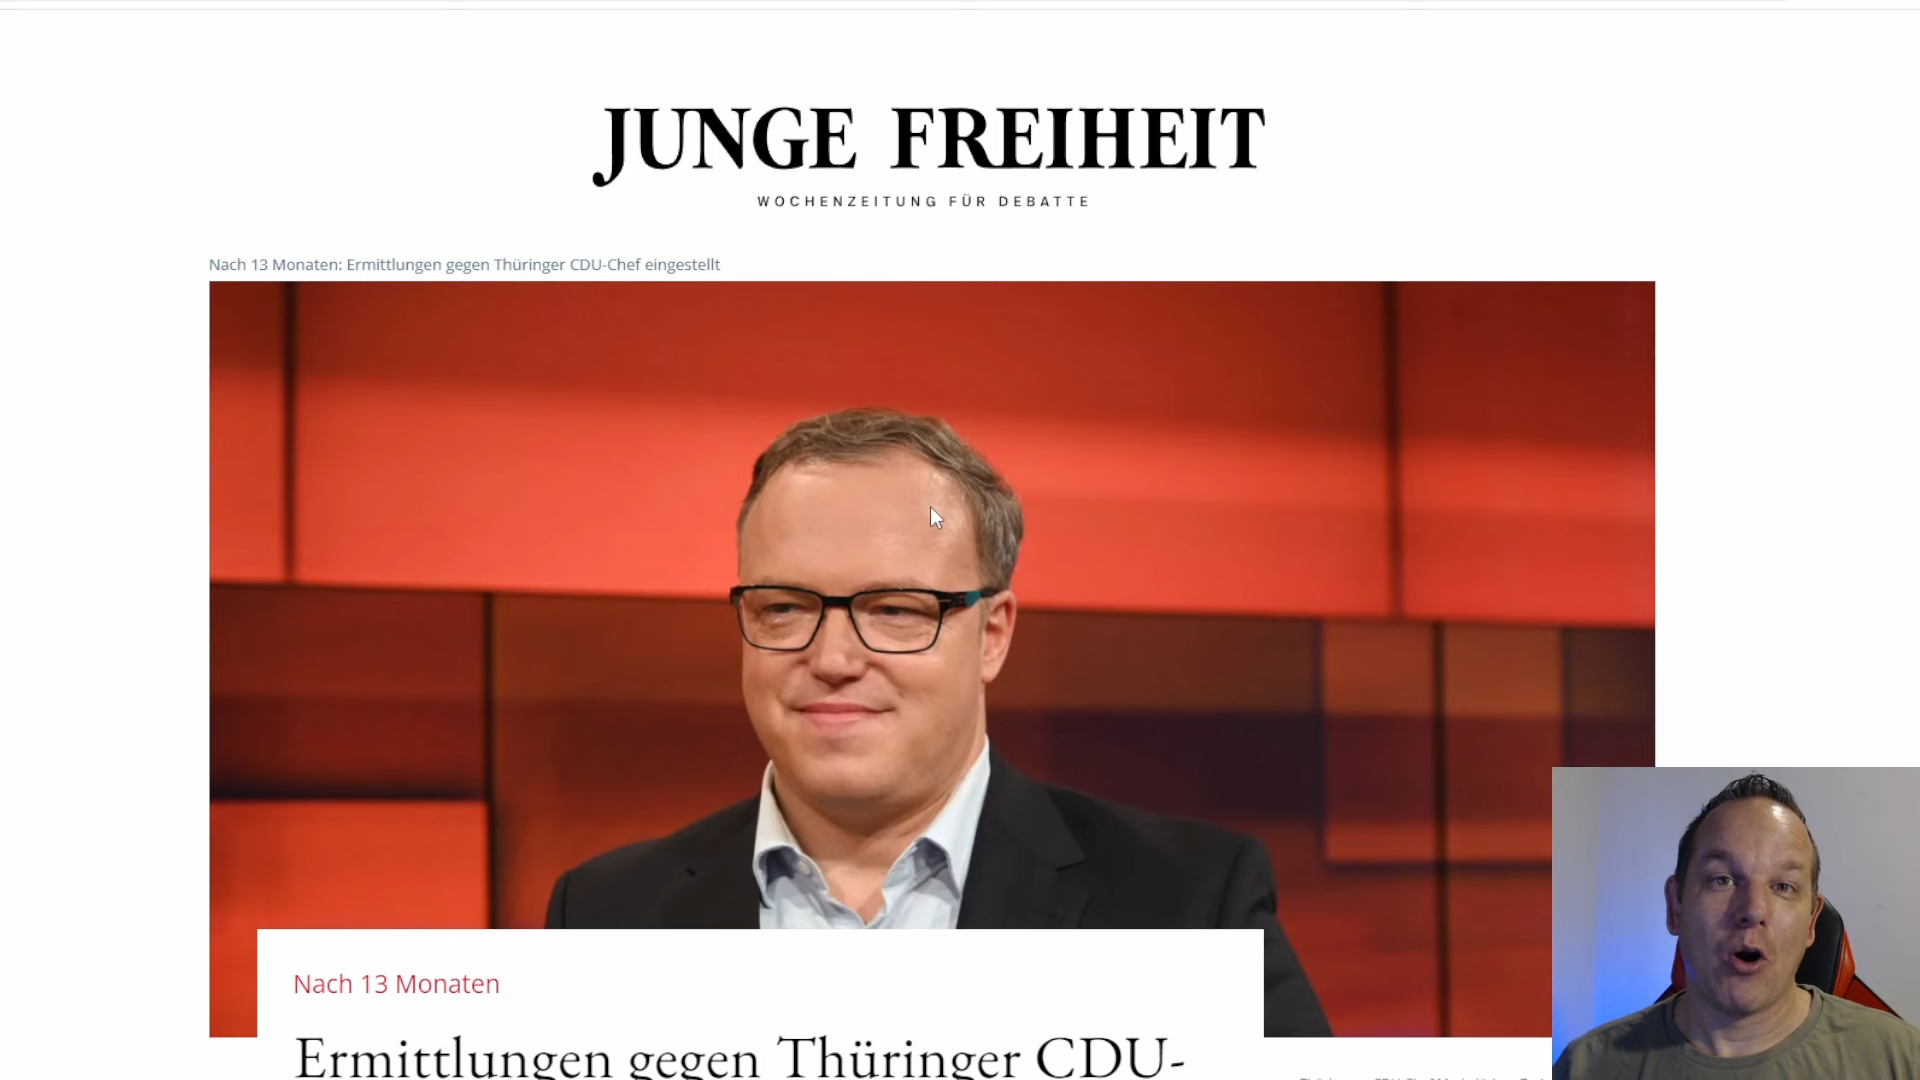 JUNGE FREIHEIT
WOCHENZEITUNG FÜR DEBATTE
Nach 13 Monaten: Ermittlungen gegen Thüringer CDU-Chef eingestellt
Nach 13 Monaten
Ermittlungen gegen Thüringer CDU-